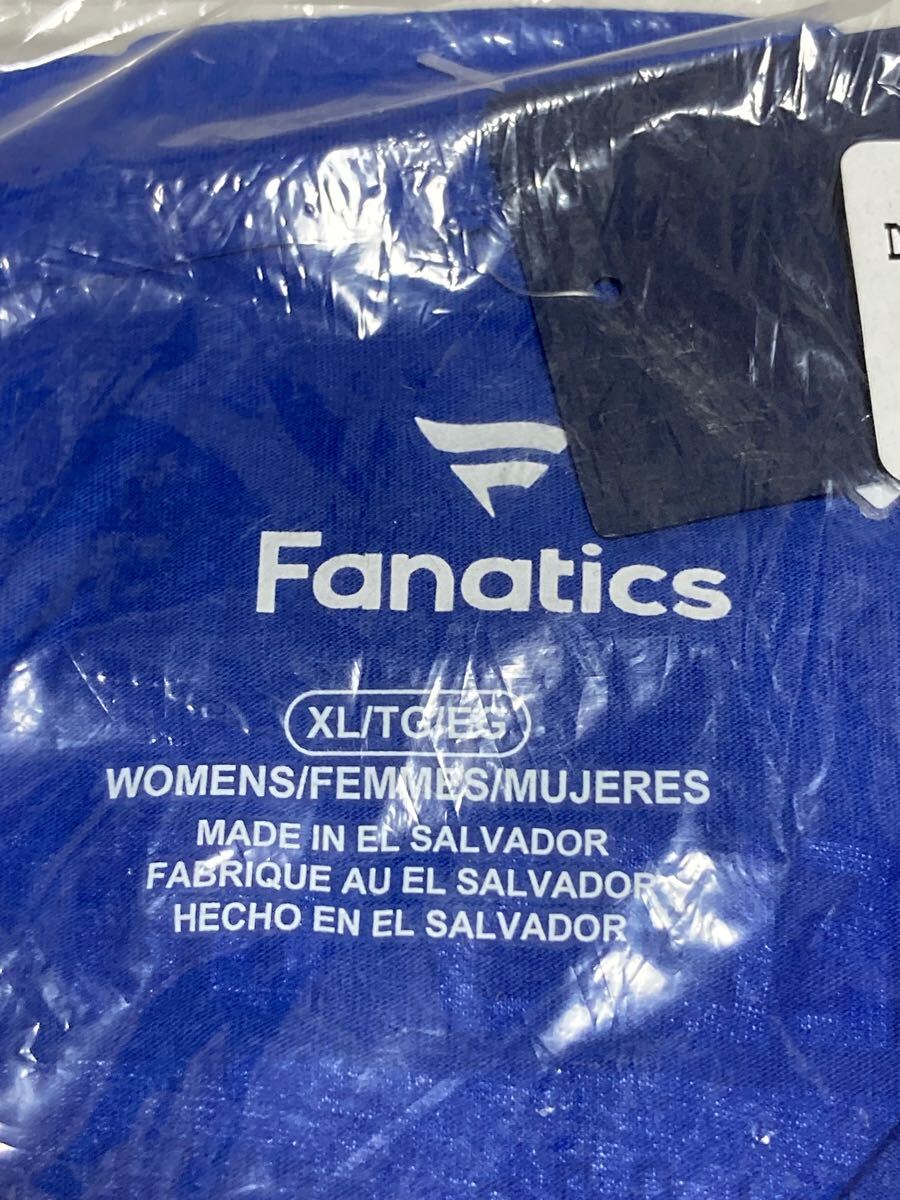 D
Fanatics
XL/TG/EG
WOMENS/FEMMES/MUJERES
MADE IN EL SALVADOR
FABRIQUE AU EL SALVADOR
HECHO EN EL SALVADOR